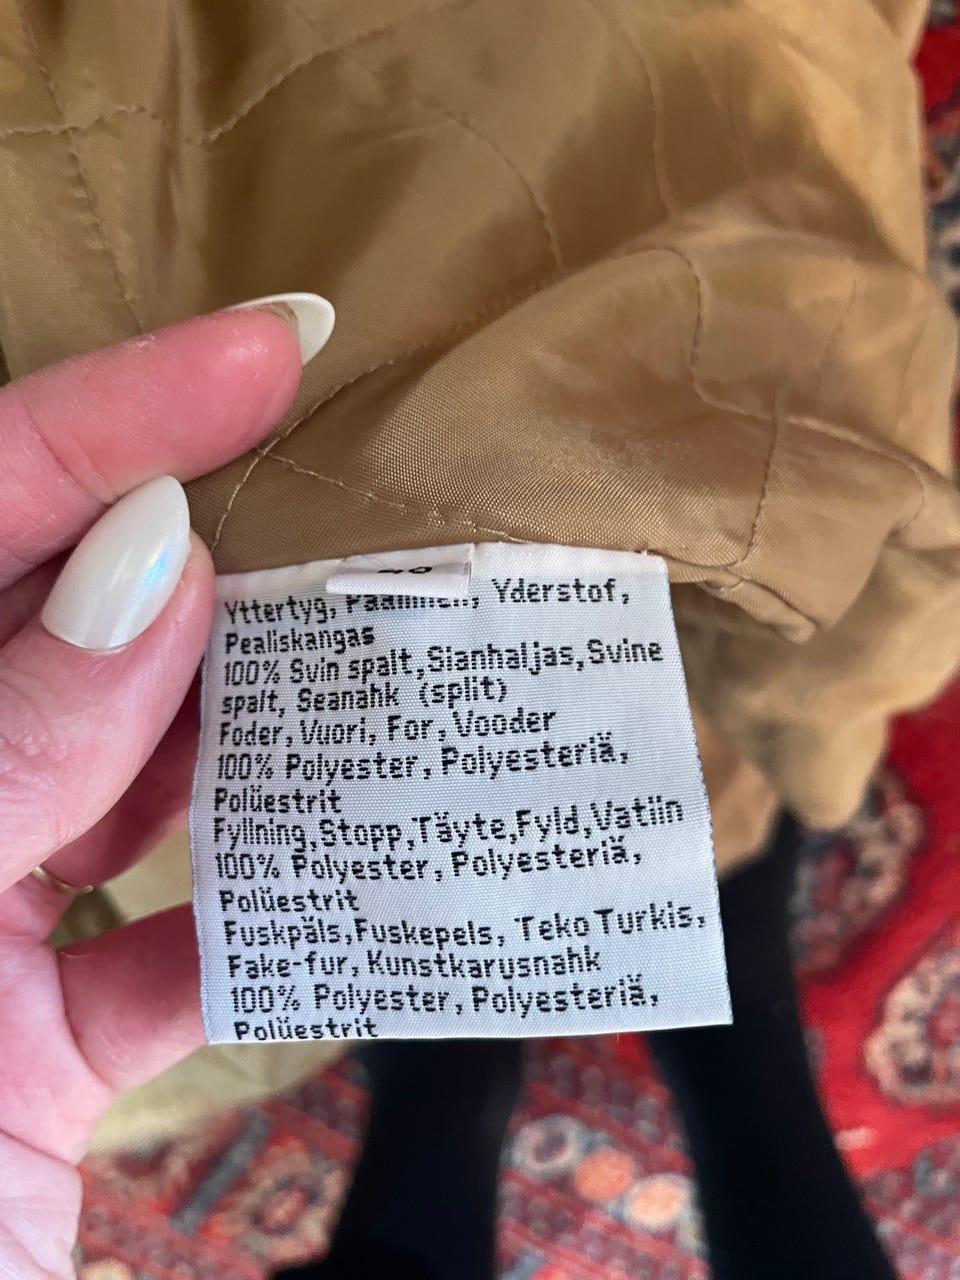 Yttertyg, Päällinen, Yderstof,
Pealiskangas
100% Svin spalt,Sianhaljas,Svine
spalt, Seanahk (split)
Foder, Vuori, For, Vooder
100% Polyester, Polyesteriä,
Polüestrit
Fyllning,Stopp,Täyte,Fyld,Vatiin
100% Polyester, Polyesteriä,
Polüestrit
Fuskpäls,Fuskepels, Teko Turkis,
Fake-fur, Kunstkarusnahk
100% Polyester, Polyesteriä,
Polüestrit